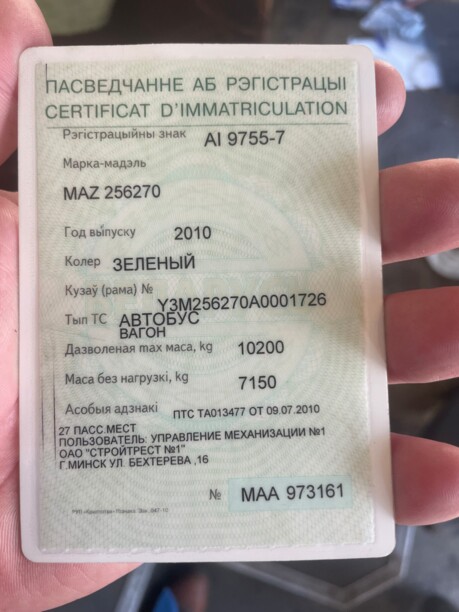 ПАСВЕДЧАННЕ АБ РЭГІСТРАЦЫІ
CERTIFICAT D'IMMATRICULATION
Рэгістрацыйны знак AI 9755-7
Марка-мадэль
MAZ 256270
Год выпуску 2010
Колер ЗЕЛЕНЫЙ
Кузаў (рама) № Y3M256270A0001726
Тып ТС АВТОБУС
ВАГОН
Дазволеная max маса, kg 10200
Маса без нагрузкі, kg 7150
Асобыя адзнакі ПТС ТА013477 ОТ 09.07.2010
27 ПАСС.МЕСТ
ПОЛЬЗОВАТЕЛЬ: УПРАВЛЕНИЕ МЕХАНИЗАЦИИ №1
ОАО "СТРОЙТРЕСТ №1"
Г.МИНСК УЛ. БЕХТЕРЕВА ,16
№ MAA 973161